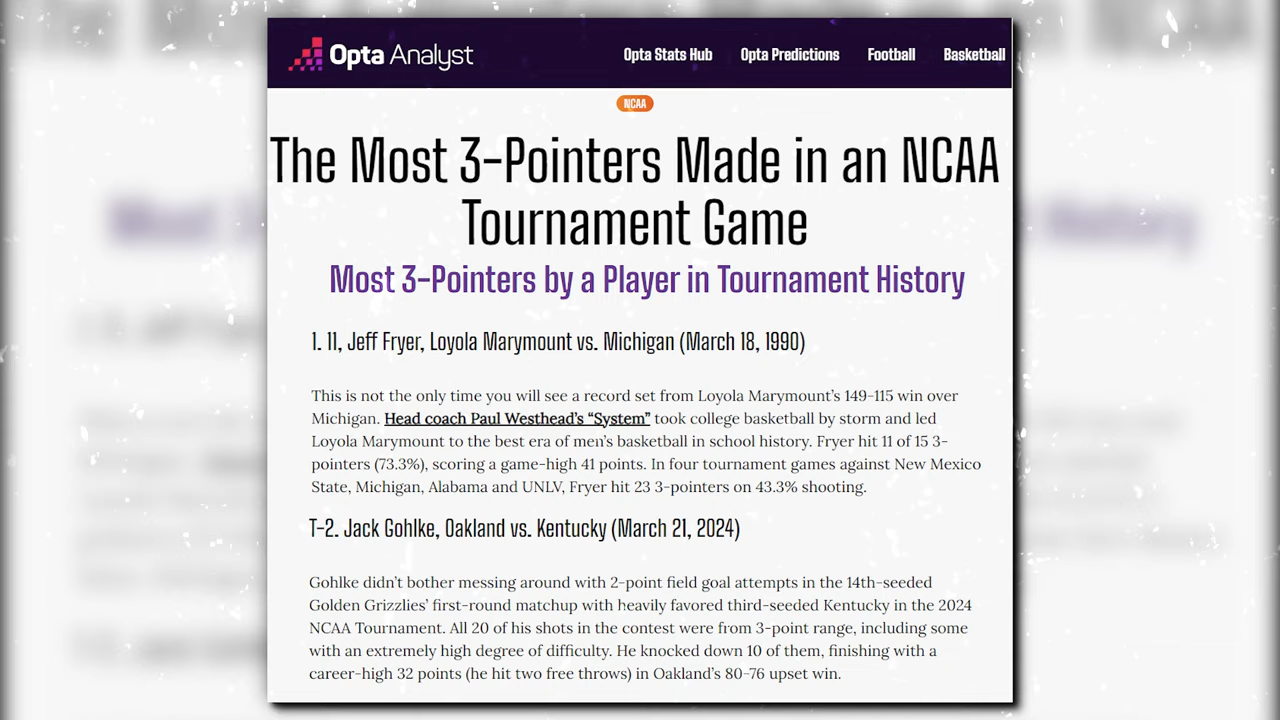 Opta Analyst
Opta Stats Hub Opta Predictions Football Basketball
NCAA
The Most 3-Pointers Made in an NCAA
Tournament Game
Most 3-Pointers by a Player in Tournament History
1. 11, Jeff Fryer, Loyola Marymount vs. Michigan (March 18, 1990)
This is not the only time you will see a record set from Loyola Marymount's 149-115 win over
Michigan. Head coach Paul Westhead's “System” took college basketball by storm and led
Loyola Marymount to the best era of men's basketball in school history. Fryer hit 11 of 15 3-
pointers (73.3%), scoring a game-high 41 points. In four tournament games against New Mexico
State, Michigan, Alabama and UNLV, Fryer hit 23 3-pointers on 43.3% shooting.
T-2. Jack Gohlke, Oakland vs. Kentucky (March 21, 2024)
Gohlke didn't bother messing around with 2-point field goal attempts in the 14th-seeded
Golden Grizzlies' first-round matchup with heavily favored third-seeded Kentucky in the 2024
NCAA Tournament. All 20 of his shots in the contest were from 3-point range, including some
with an extremely high degree of difficulty. He knocked down 10 of them, finishing with a
career-high 32 points (he hit two free throws) in Oakland's 80-76 upset win.